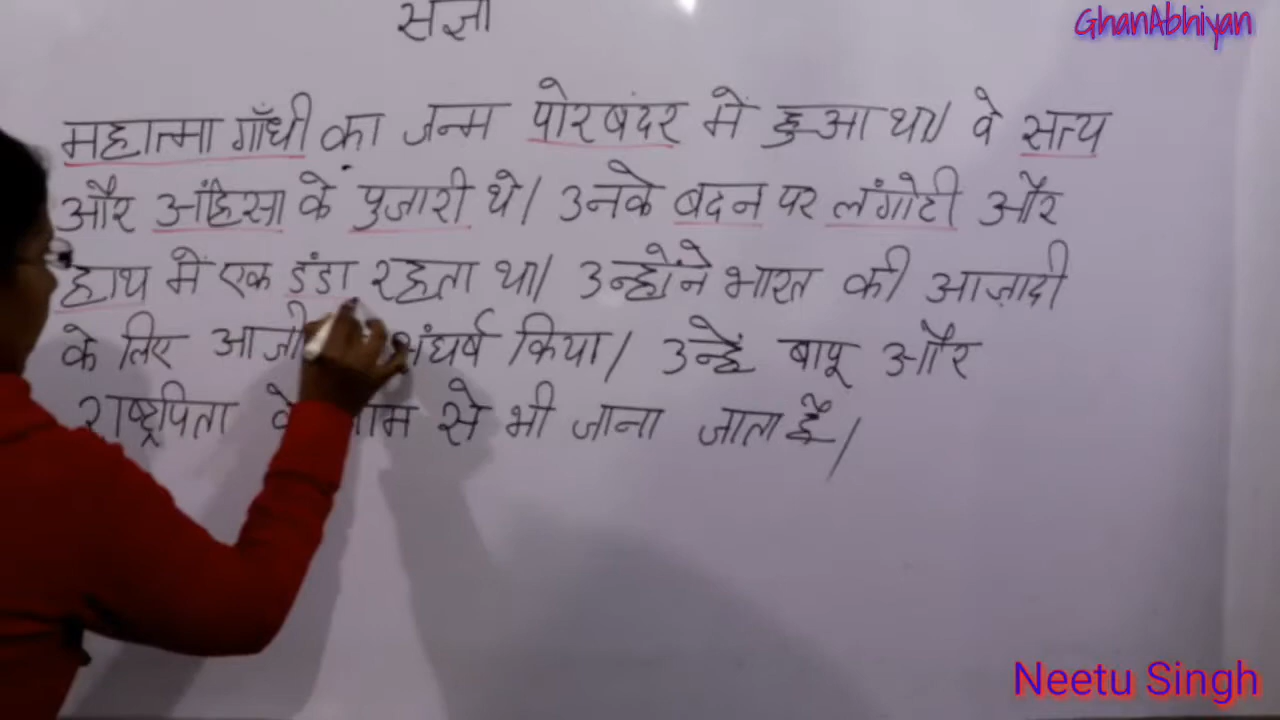 संज्ञा
GhanAbhiyan
महात्मा गाँधी का जन्म पोरबंदर में हुआ था। वे सत्य
और अंहिसा के पुजारी थे। उनके बदन पर लंगोटी और
हाथ में एक डंडा रहता था। उन्होंने भारत की आज़ादी
के लिए संघर्ष किया। उन्हें बापू और
राष्ट्रपिता के नाम से भी जाना जाता है।
Neetu Singh